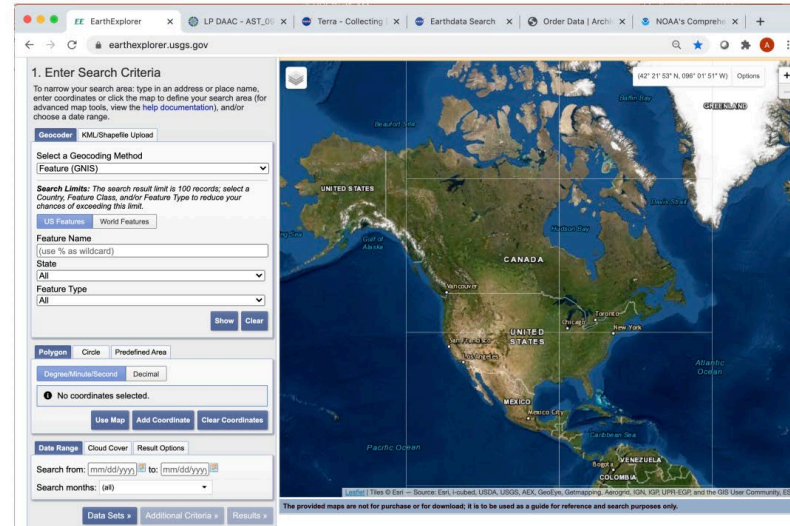 EarthExplorer
LP DAAC - AST_09
Terra - Collecting
Earthdata Search
Order Data | Archi
NOAA's Comprehe
earthexplorer.usgs.gov
A
1. Enter Search Criteria
To narrow your search area: type in an address or place name,
enter coordinates or click the map to define your search area (for
advanced map tools, view the help documentation), and/or
choose a date range.
Geocoder KML/Shapefile Upload
Select a Geocoding Method
Feature (GNIS)
Search Limits: The search result limit is 100 records; select a
Country, Feature Class, and/or Feature Type to reduce your
chances of exceeding this limit.
US Features World Features
Feature Name
(use % as wildcard)
State
All
Feature Type
All
Show Clear
Polygon Circle Predefined Area
Degree/Minute/Second Decimal
No coordinates selected.
Use Map Add Coordinate Clear Coordinates
Date Range Cloud Cover Result Options
Search from: mm/dd/yyyy to: mm/dd/yyyy
Search months: (all)
Data Sets » Additional Criteria » Results »
(42° 21' 53" N, 096° 01' 51" W) Options
+
Baffin Bay
GREENLAND
Beaufort Sea
UNITED STATES
Davis Strait
Gulf of
Alaska
Hudson Bay
CANADA
Vancouver
Toronto
Chicago
New York
UNITED
STATES
San Francisco
Los Angeles
Atlantic
Ocean
MÉXICO
Mexico City
Caribbean Sea
Pacific Ocean
VENEZUELA
Bogotá
COLOMBIA
Leaflet | Tiles © Esri — Source: Esri, i-cubed, USDA, USGS, AEX, GeoEye, Getmapping, Aerogrid, IGN, IGP, UPR-EGP, and the GIS User Community, ES
The provided maps are not for purchase or for download; it is to be used as a guide for reference and search purposes only.